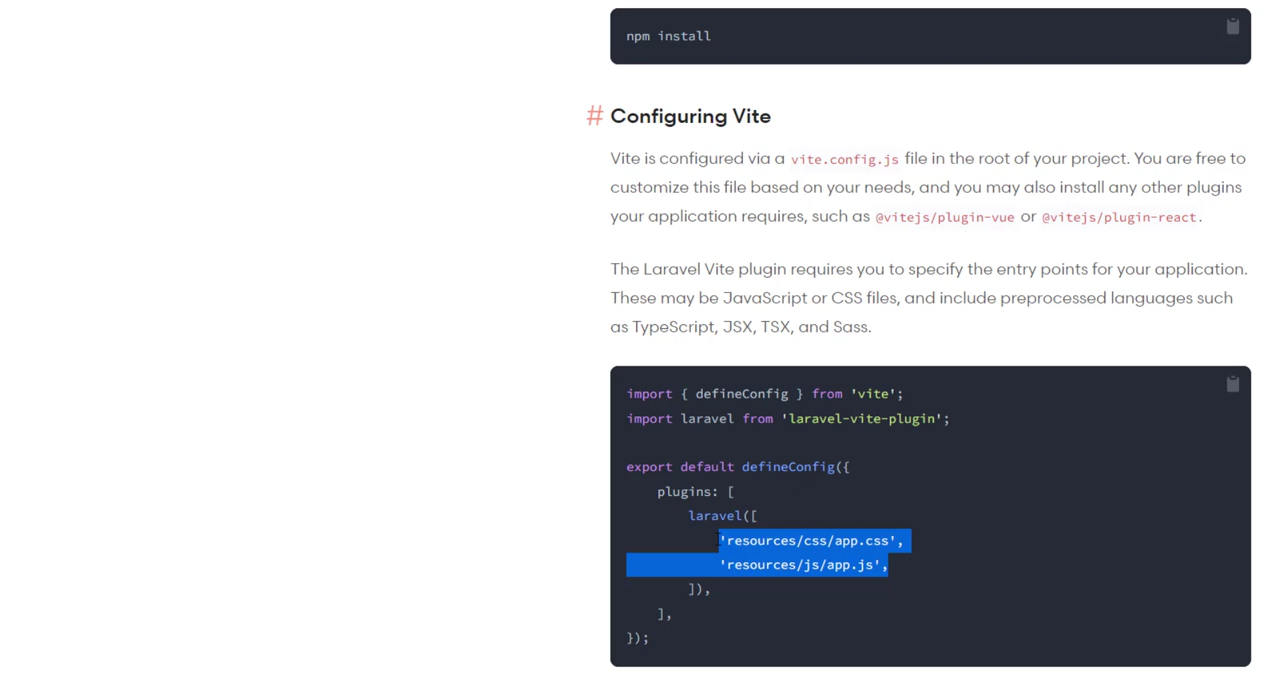 npm install
# Configuring Vite
Vite is configured via a vite.config.js file in the root of your project. You are free to
customize this file based on your needs, and you may also install any other plugins
your application requires, such as @vitejs/plugin-vue or @vitejs/plugin-react.
The Laravel Vite plugin requires you to specify the entry points for your application.
These may be JavaScript or CSS files, and include preprocessed languages such
as TypeScript, JSX, TSX, and Sass.
import { defineConfig } from 'vite';
import laravel from 'laravel-vite-plugin';
export default defineConfig({
    plugins: [
        laravel([
            'resources/css/app.css',
            'resources/js/app.js',
        ]),
    ],
});